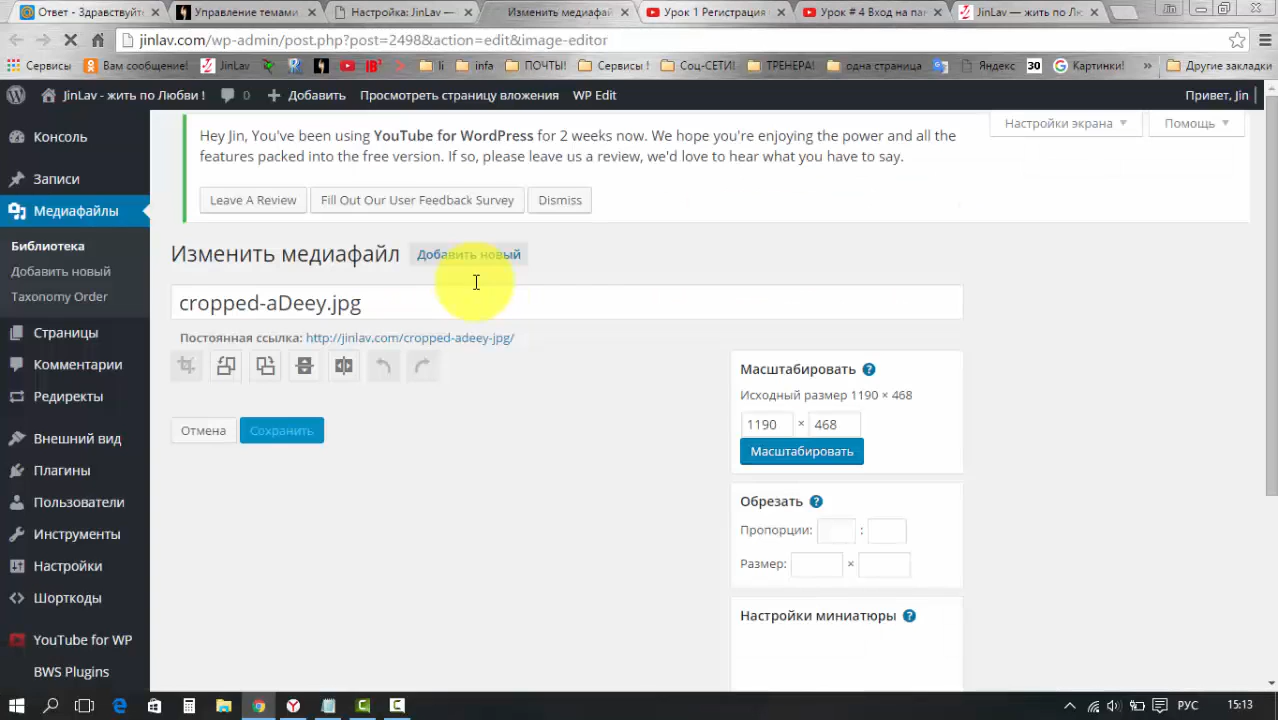 Ответ - Здравствуйт
Управление темами
Настройка: JinLav —
Изменить медиафай
Урок 1 Регистрация
Урок # 4 Вход на па
JinLav — жить по Л
jinlav.com/wp-admin/post.php?post=2498&action=edit&image-editor
Сервисы
Вам сообщение!
JinLav
li
infa
ПОЧТЫ!
Сервисы !
Соц-СЕТИ!
ТРЕНЕРА!
одна страница
Яндекс
30
Картинки!
»
Другие закладки
JinLav - жить по Любви !
0
Добавить
Просмотреть страницу вложения
WP Edit
Привет, Jin
Консоль
Записи
Медиафайлы
Библиотека
Добавить новый
Taxonomy Order
Страницы
Комментарии
Редиректы
Внешний вид
Плагины
Пользователи
Инструменты
Настройки
Шорткоды
YouTube for WP
BWS Plugins
Настройки экрана
Помощь
Hey Jin, You've been using YouTube for WordPress for 2 weeks now. We hope you're enjoying the power and all the
features packed into the free version. If so, please leave us a review, we'd love to hear what you have to say.
Leave A Review
Fill Out Our User Feedback Survey
Dismiss
Изменить медиафайл
Добавить новый
cropped-aDeey.jpg
Постоянная ссылка: http://jinlav.com/cropped-adeey-jpg/
Отмена
Сохранить
Масштабировать ?
Исходный размер 1190 × 468
1190 × 468
Масштабировать
Обрезать ?
Пропорции: :
Размер: ×
Настройки миниатюры ?
РУС
15:13